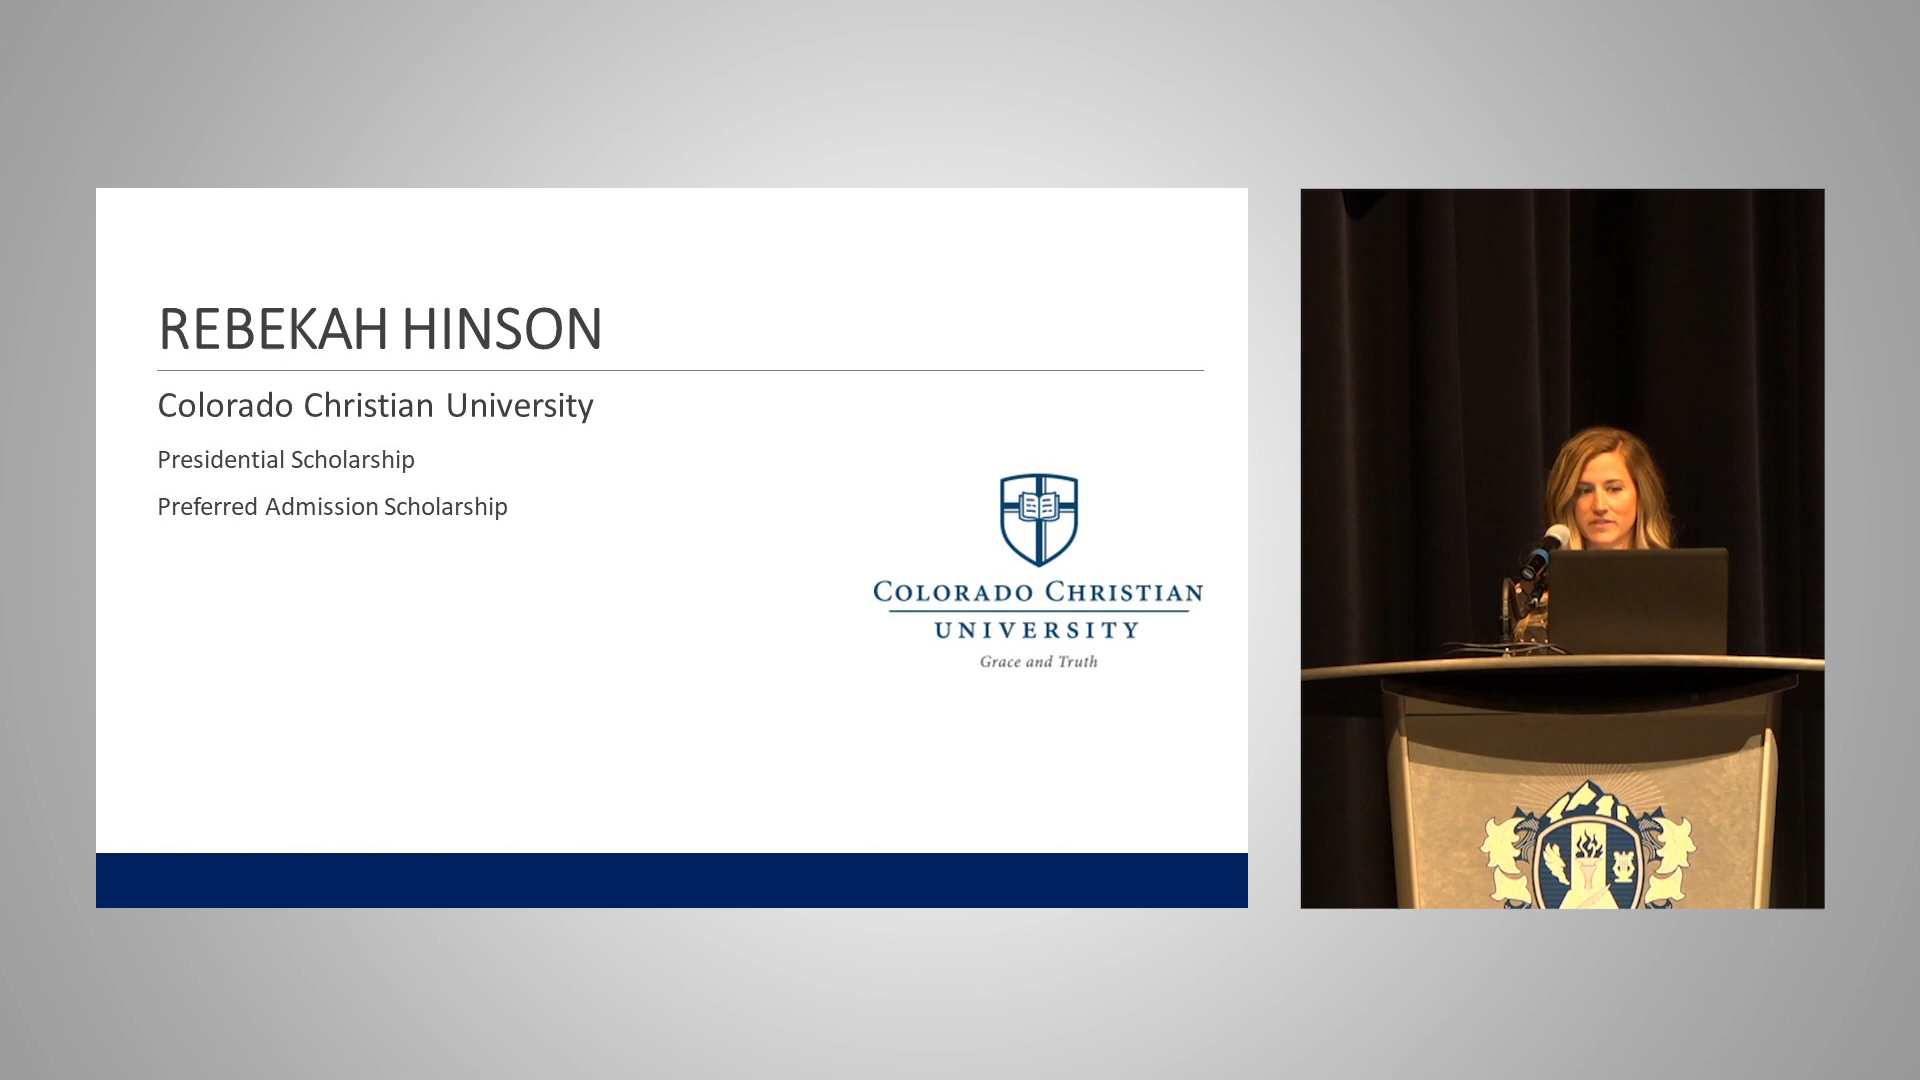 REBEKAH HINSON
Colorado Christian University
Presidential Scholarship
Preferred Admission Scholarship
COLORADO CHRISTIAN
UNIVERSITY
Grace and Truth